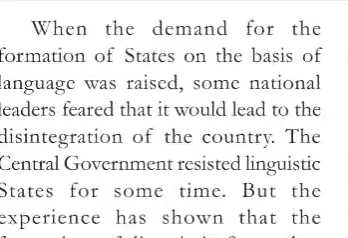 When the demand for the
formation of States on the basis of
language was raised, some national
leaders feared that it would lead to the
disintegration of the country. The
Central Government resisted linguistic
States for some time. But the
experience has shown that the